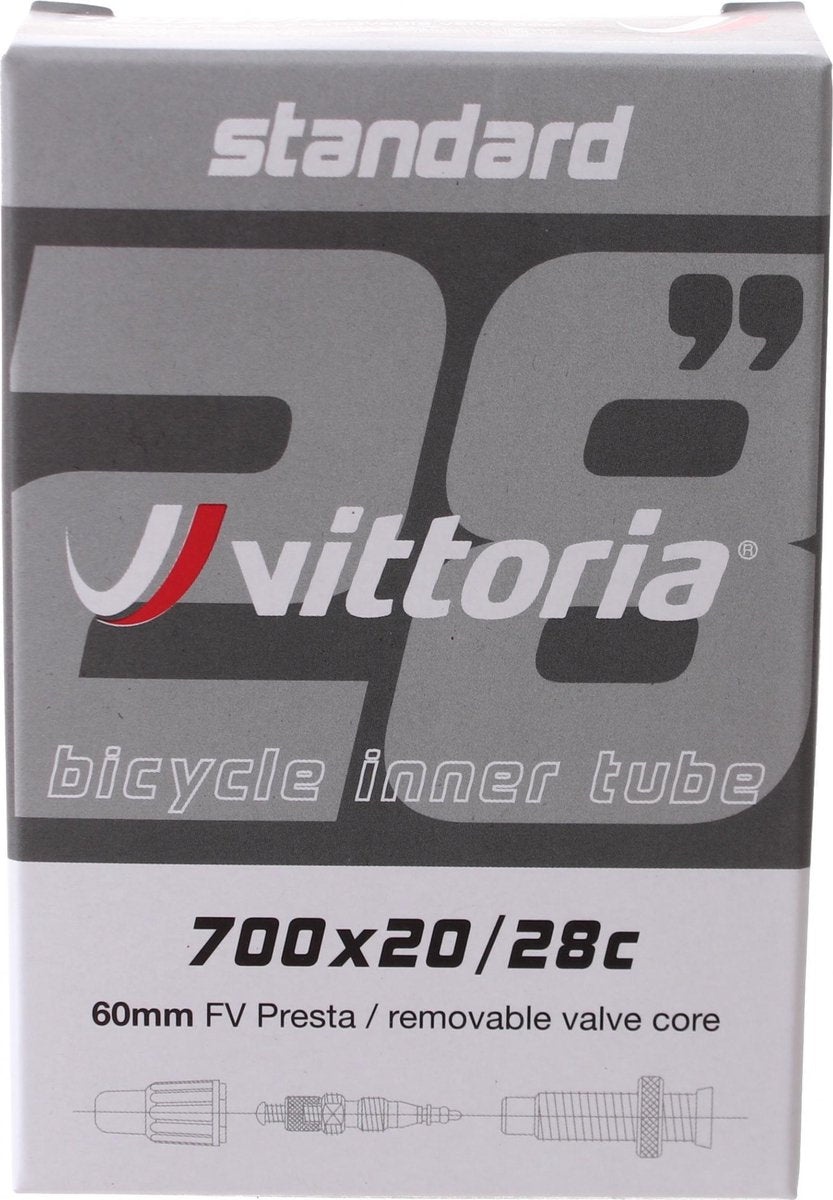 standard
28”
vittoria®
bicycle inner tube
700x20/28c
60mm FV Presta / removable valve core